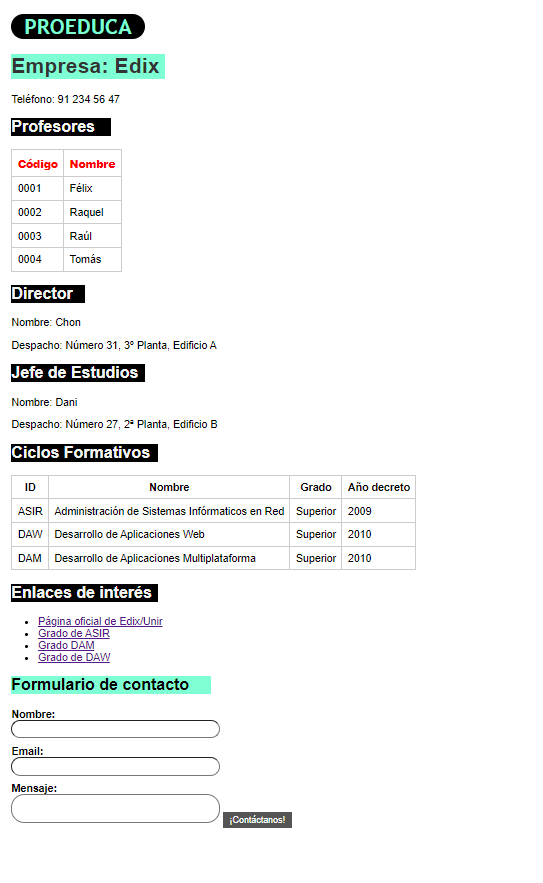 PROEDUCA
Empresa: Edix
Teléfono: 91 234 56 47
Profesores
Código Nombre
0001 Félix
0002 Raquel
0003 Raúl
0004 Tomás
Director
Nombre: Chon
Despacho: Número 31, 3º Planta, Edificio A
Jefe de Estudios
Nombre: Dani
Despacho: Número 27, 2ª Planta, Edificio B
Ciclos Formativos
ID Nombre Grado Año decreto
ASIR Administración de Sistemas Infórmaticos en Red Superior 2009
DAW Desarrollo de Aplicaciones Web Superior 2010
DAM Desarrollo de Aplicaciones Multiplataforma Superior 2010
Enlaces de interés
Página oficial de Edix/Unir
Grado de ASIR
Grado DAM
Grado de DAW
Formulario de contacto
Nombre:
Email:
Mensaje:
¡Contáctanos!